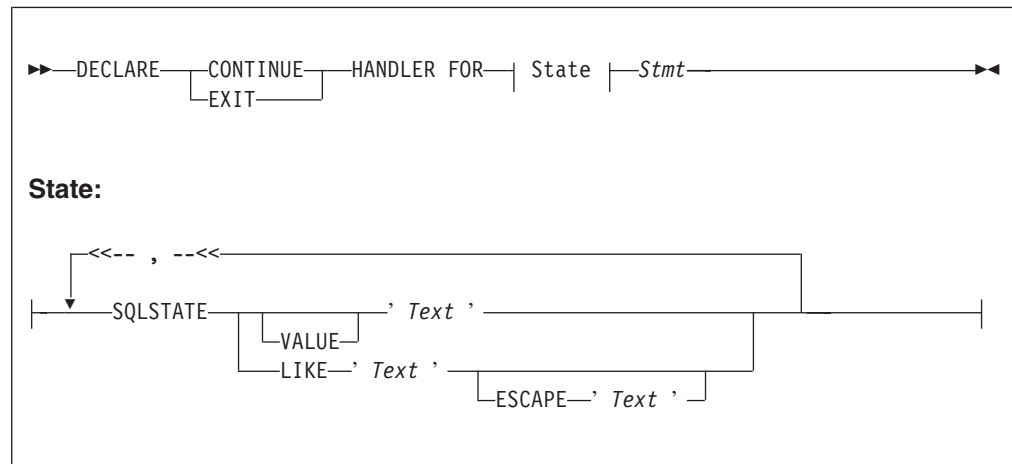 DECLARE CONTINUE HANDLER FOR State Stmt
EXIT
State:
<<-- , --<<
SQLSTATE ’ Text ’
VALUE
LIKE ’ Text ’
ESCAPE ’ Text ’